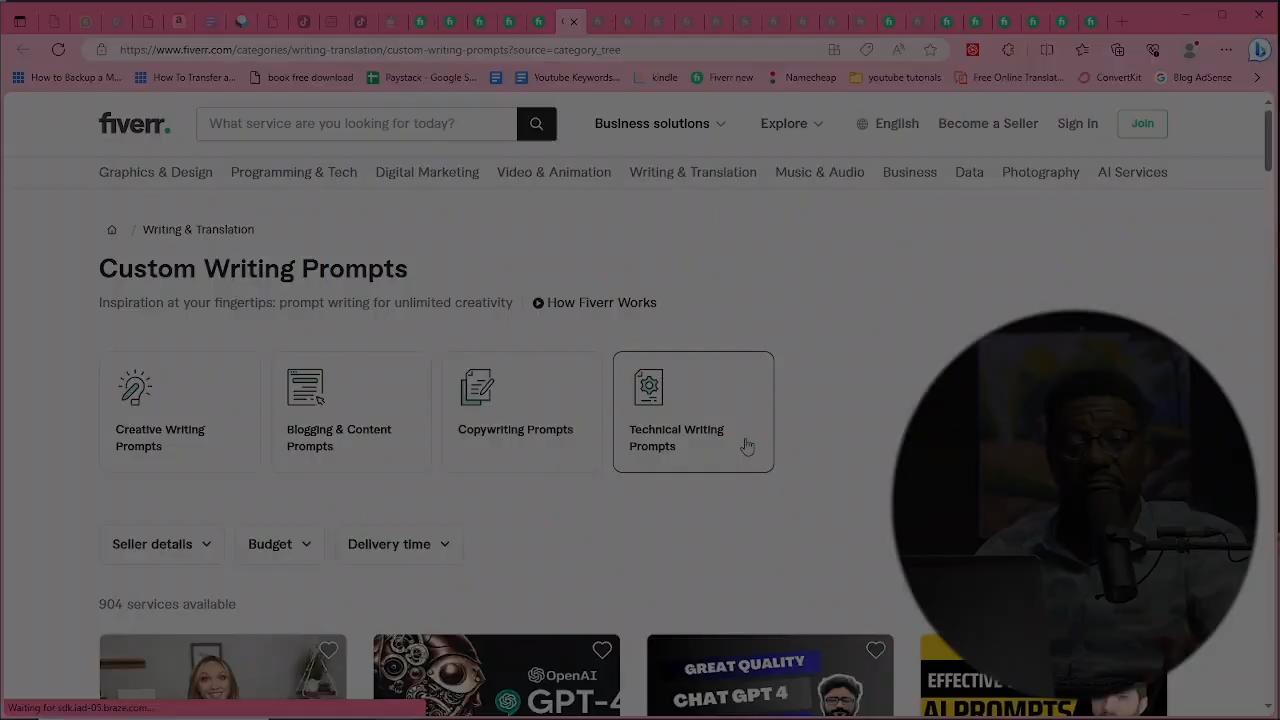 https://www.fiverr.com/categories/writing-translation/custom-writing-prompts?source=category_tree
How to Backup a M...
How To Transfer a...
book free download
Paystack - Google S...
Youtube Keywords...
kindle
Fiverr new
Namecheap
youtube tutorials
Free Online Translat...
ConvertKit
Blog AdSense
fiverr.
What service are you looking for today?
Business solutions
Explore
English
Become a Seller
Sign in
Join
Graphics & Design
Programming & Tech
Digital Marketing
Video & Animation
Writing & Translation
Music & Audio
Business
Data
Photography
AI Services
/ Writing & Translation
Custom Writing Prompts
Inspiration at your fingertips: prompt writing for unlimited creativity
How Fiverr Works
Creative Writing
Prompts
Blogging & Content
Prompts
Copywriting Prompts
Technical Writing
Prompts
Seller details
Budget
Delivery time
904 services available
OpenAI
GPT-4
GREAT QUALITY
CHAT GPT 4
EFFECTIVE
AI PROMPTS
Waiting for sdk.iad-05.braze.com...